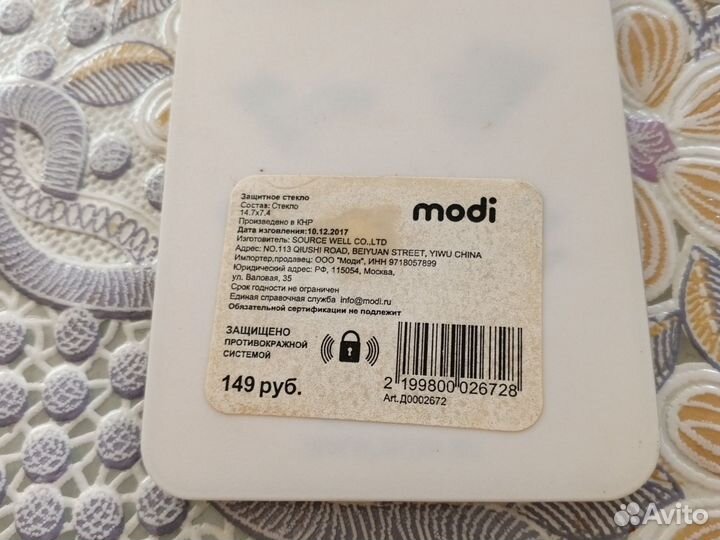 Защитное стекло
Состав: Стекло
14.7х7.4
Произведено в КНР
Дата изговления:10.12.2017
Изготовитель: SOURCE WELL CO.,LTD
Адрес: NO.113 QIUSHI ROAD, BEIYUAN STREET, YIWU CHINA
Импортер,продавец: ООО "Моди", ИНН 9718057899
Юридический адрес: РФ, 115054, Москва,
ул. Валовая, 35
Срок годности не ограничен
Единая справочная служба info@modi.ru
Обязательной сертификации не подлежит
modi
ЗАЩИЩЕНО
ПРОТИВОКРАЖНОЙ
СИСТЕМОЙ
149 руб.
2 199800 026728
Art.Д0002672
Avito